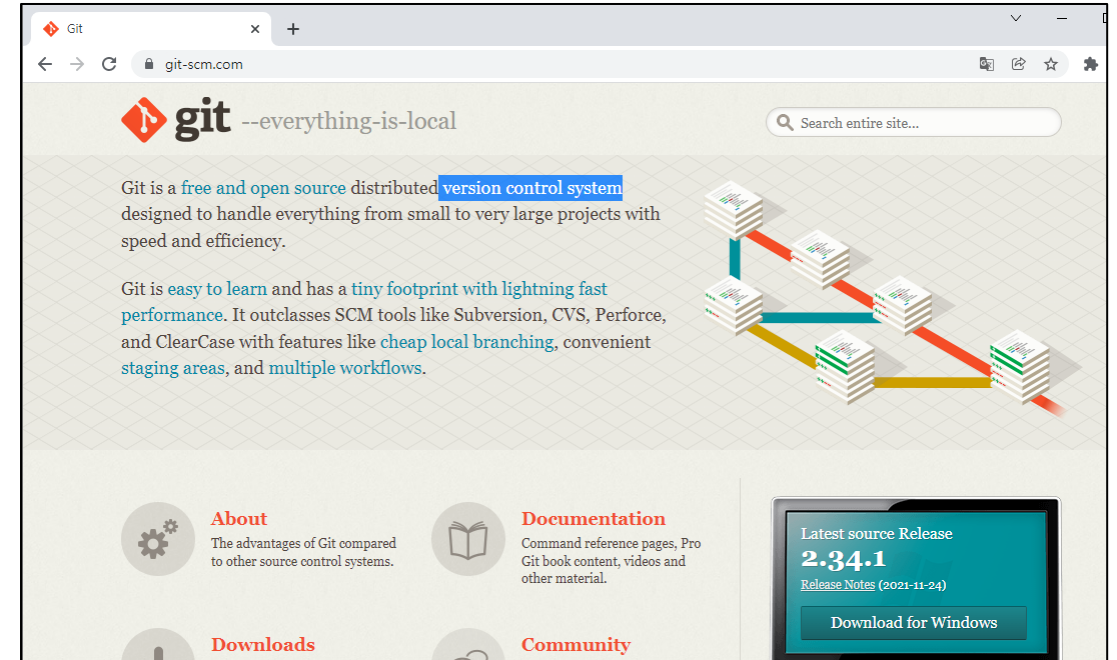 Git
git-scm.com
git --everything-is-local
Search entire site...
Git is a free and open source distributed version control system
designed to handle everything from small to very large projects with
speed and efficiency.
Git is easy to learn and has a tiny footprint with lightning fast
performance. It outclasses SCM tools like Subversion, CVS, Perforce,
and ClearCase with features like cheap local branching, convenient
staging areas, and multiple workflows.
About
The advantages of Git compared
to other source control systems.
Documentation
Command reference pages, Pro
Git book content, videos and
other material.
Latest source Release
2.34.1
Release Notes (2021-11-24)
Download for Windows
Downloads
Community